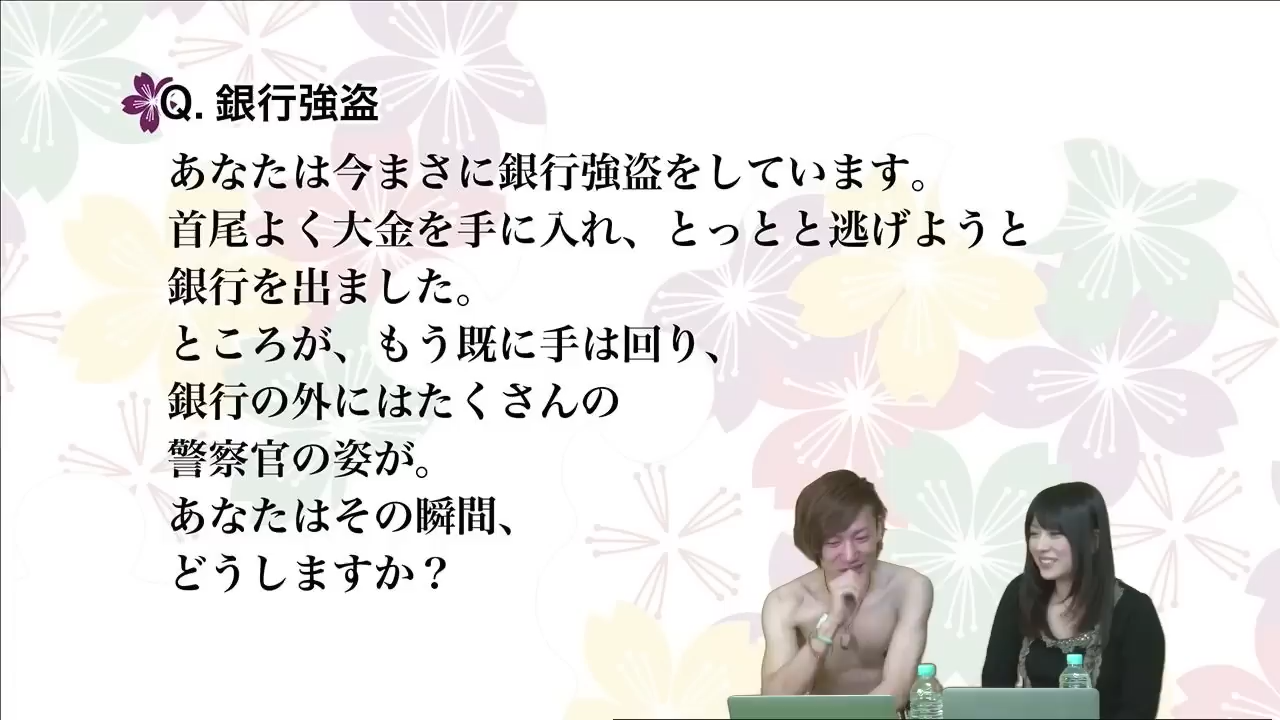 Q. 銀行強盗
あなたは今まさに銀行強盗をしています。
首尾よく大金を手に入れ、とっとと逃げようと
銀行を出ました。
ところが、もう既に手は回り、
銀行の外にはたくさんの
警察官の姿が。
あなたはその瞬間、
どうしますか？